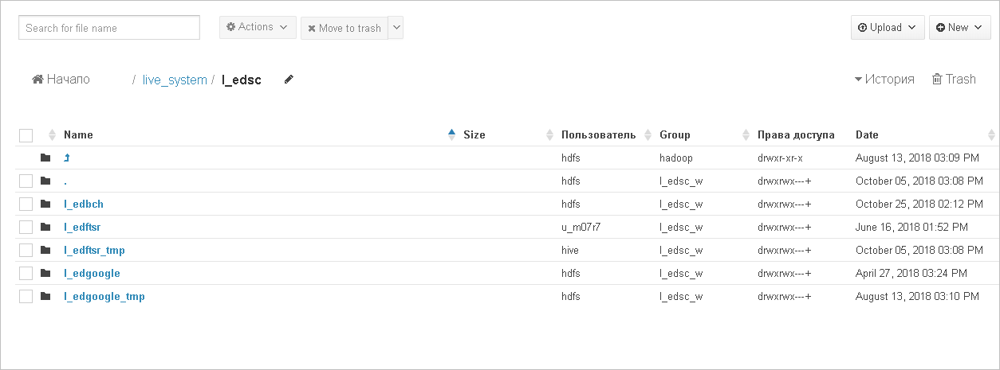 Search for file name Actions Move to trash Upload New
Начало / live_system / l_edsc История Trash
Name Size Пользователь Group Права доступа Date
hdfs hadoop drwxr-xr-x August 13, 2018 03:09 PM
. hdfs l_edsc_w drwxrwx---+ October 05, 2018 03:08 PM
l_edbch hdfs l_edsc_w drwxrwx---+ October 25, 2018 02:12 PM
l_edftsr u_m07r7 l_edsc_w drwxrwx---+ June 16, 2018 01:52 PM
l_edftsr_tmp hive l_edsc_w drwxrwx---+ October 05, 2018 03:08 PM
l_edgoogle hdfs l_edsc_w drwxrwx---+ April 27, 2018 03:24 PM
l_edgoogle_tmp hdfs l_edsc_w drwxrwx---+ August 13, 2018 03:10 PM